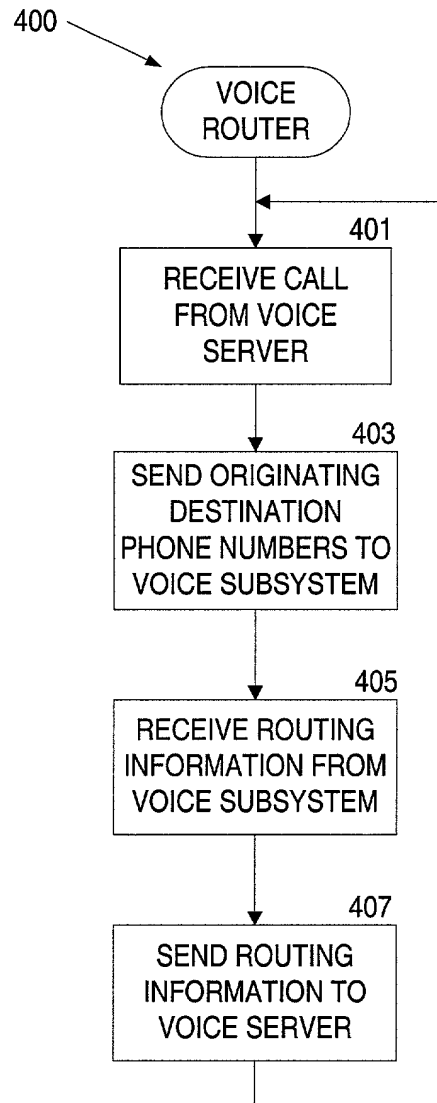 400
VOICE
ROUTER
401
RECEIVE CALL
FROM VOICE
SERVER
403
SEND ORIGINATING
DESTINATION
PHONE NUMBERS TO
VOICE SUBSYSTEM
405
RECEIVE ROUTING
INFORMATION FROM
VOICE SUBSYSTEM
407
SEND ROUTING
INFORMATION TO
VOICE SERVER